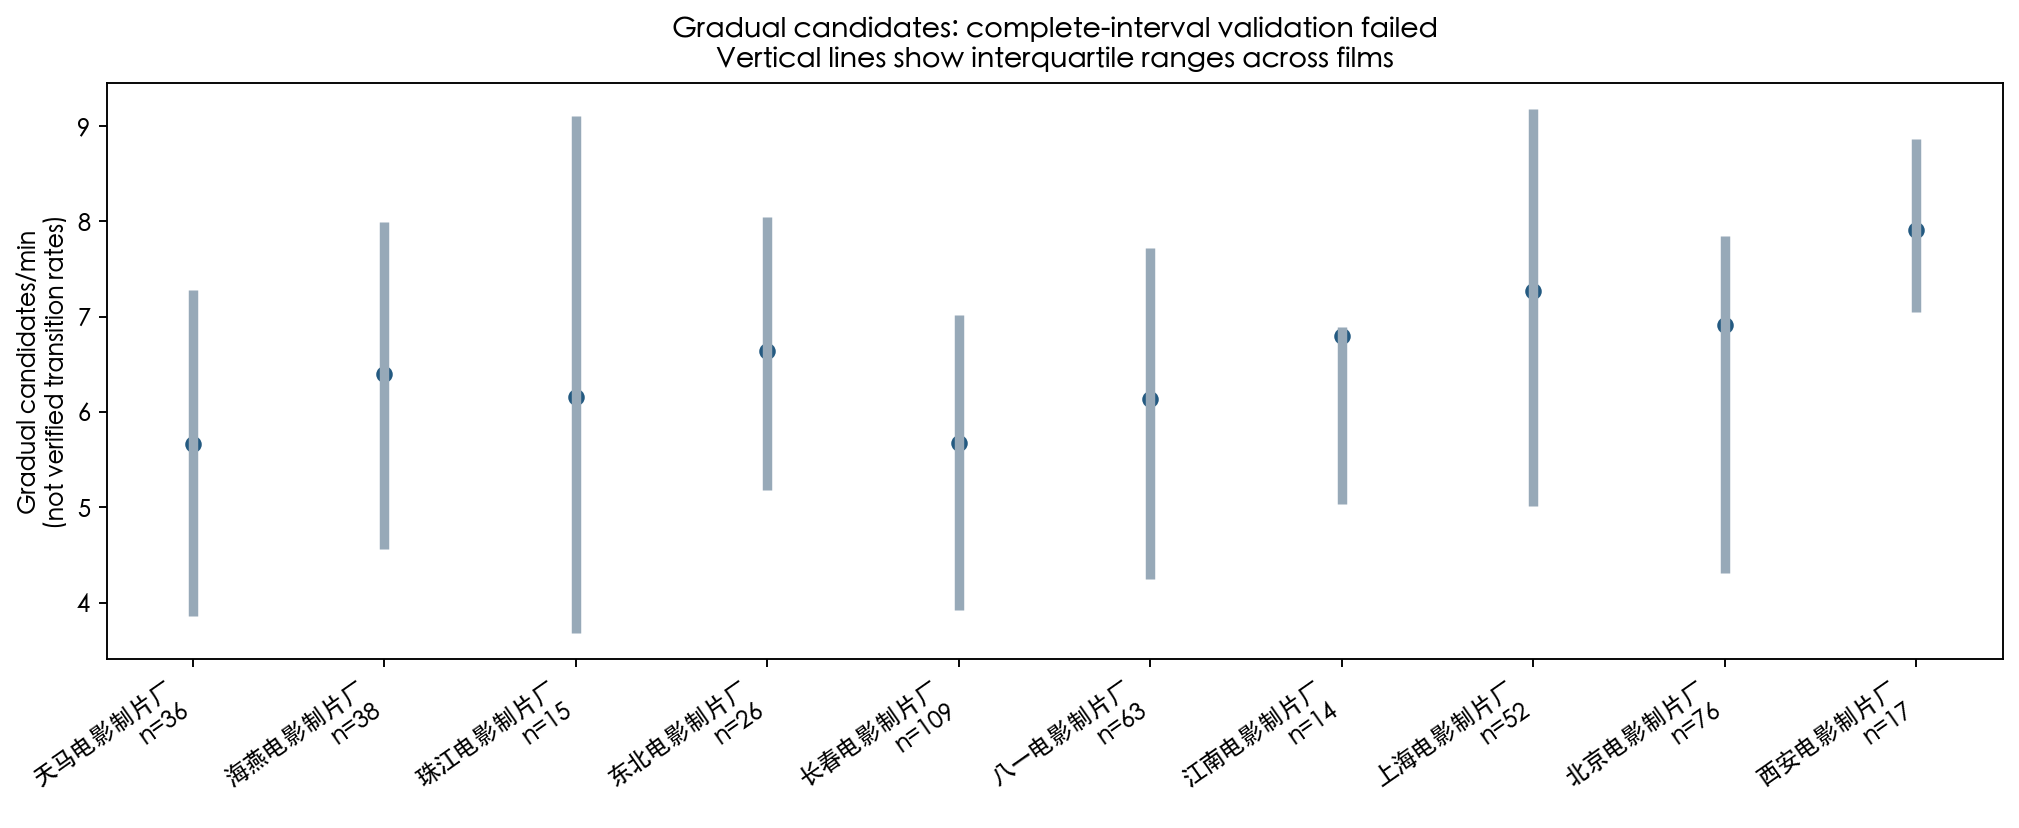 Gradual candidates: complete-interval validation failed
Vertical lines show interquartile ranges across films
Gradual candidates/min
(not verified transition rates)
9
8
7
6
5
4
天马电影制片厂
n=36
海燕电影制片厂
n=38
珠江电影制片厂
n=15
东北电影制片厂
n=26
长春电影制片厂
n=109
八一电影制片厂
n=63
江南电影制片厂
n=14
上海电影制片厂
n=52
北京电影制片厂
n=76
西安电影制片厂
n=17